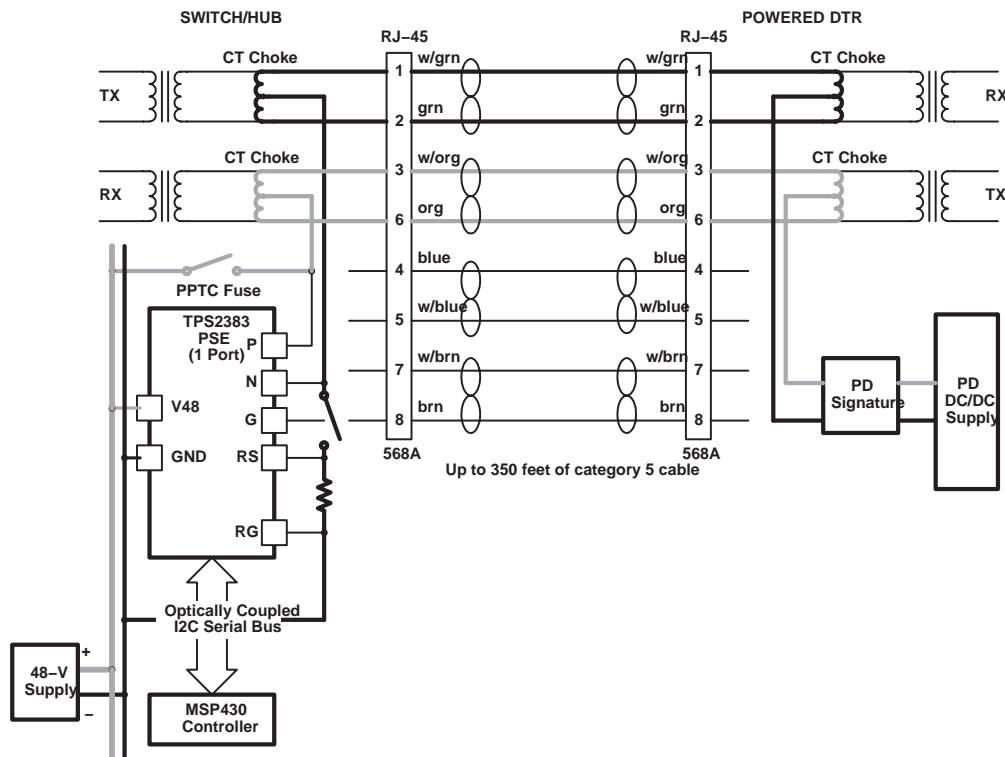 SWITCH/HUB
POWERED DTR
RJ−45
RJ−45
CT Choke
w/grn
w/grn
CT Choke
TX
1
1
RX
grn
grn
2
2
CT Choke
w/org
w/org
CT Choke
3
3
RX
TX
org
org
6
6
blue
blue
4
4
PPTC Fuse
w/blue
w/blue
5
5
TPS2383
PSE
(1 Port)
P
w/brn
w/brn
7
7
N
V48
G
brn
brn
8
8
PD
Signature
PD
DC/DC
Supply
GND
RS
568A
568A
Up to 350 feet of category 5 cable
RG
Optically Coupled
I2C Serial Bus
+
48−V
Supply
−
MSP430
Controller